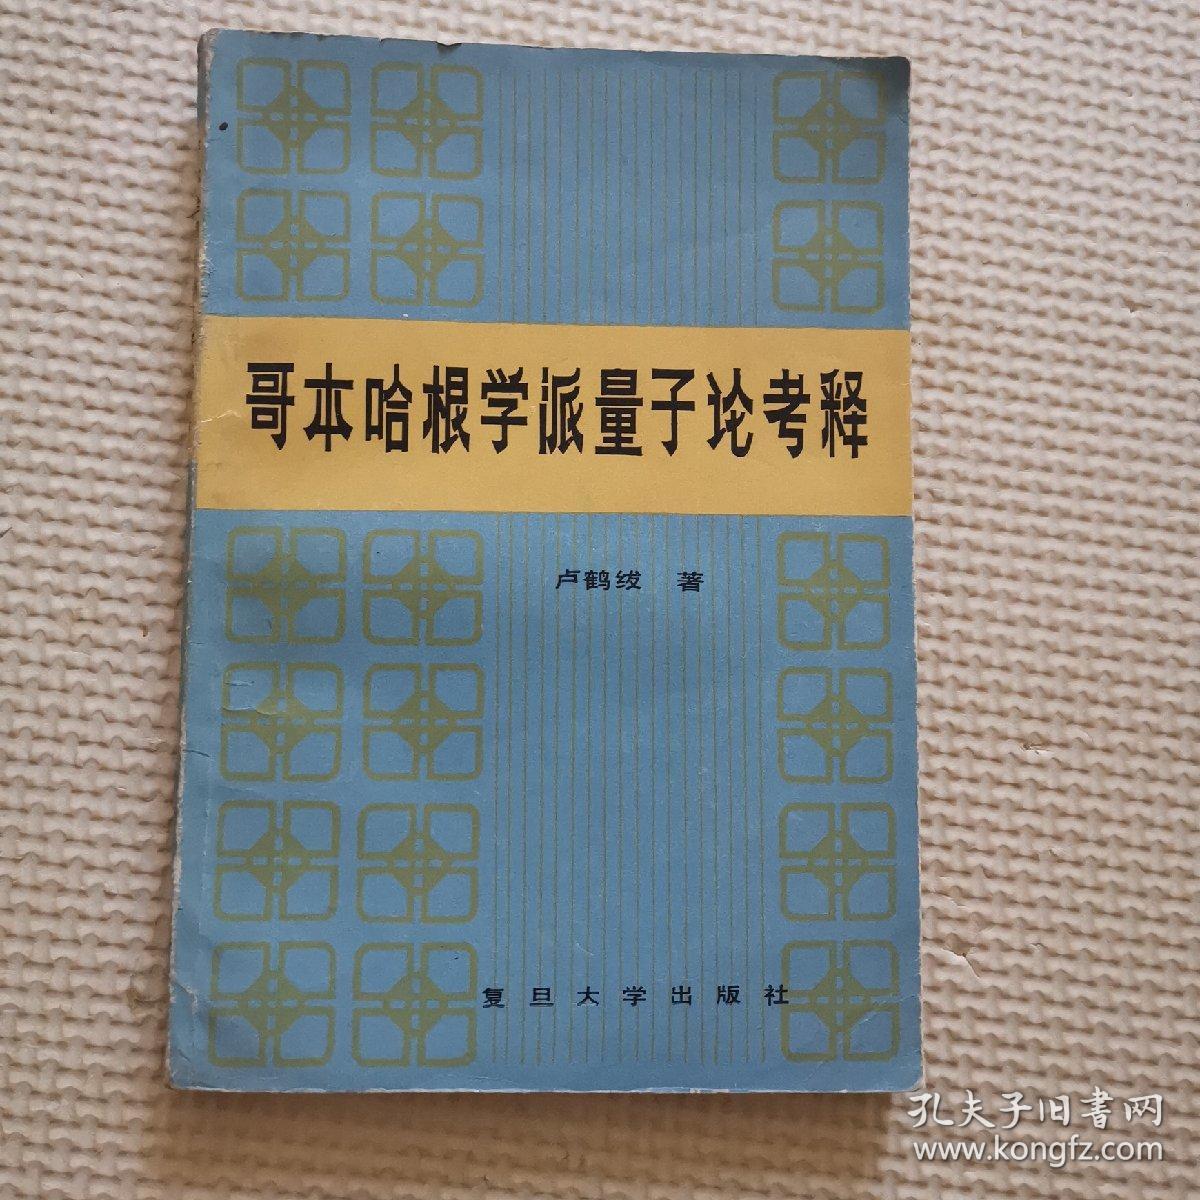 哥本哈根学派量子论考释
卢鹤绂 著
复旦大学出版社
孔夫子旧书网
www.kongfz.com